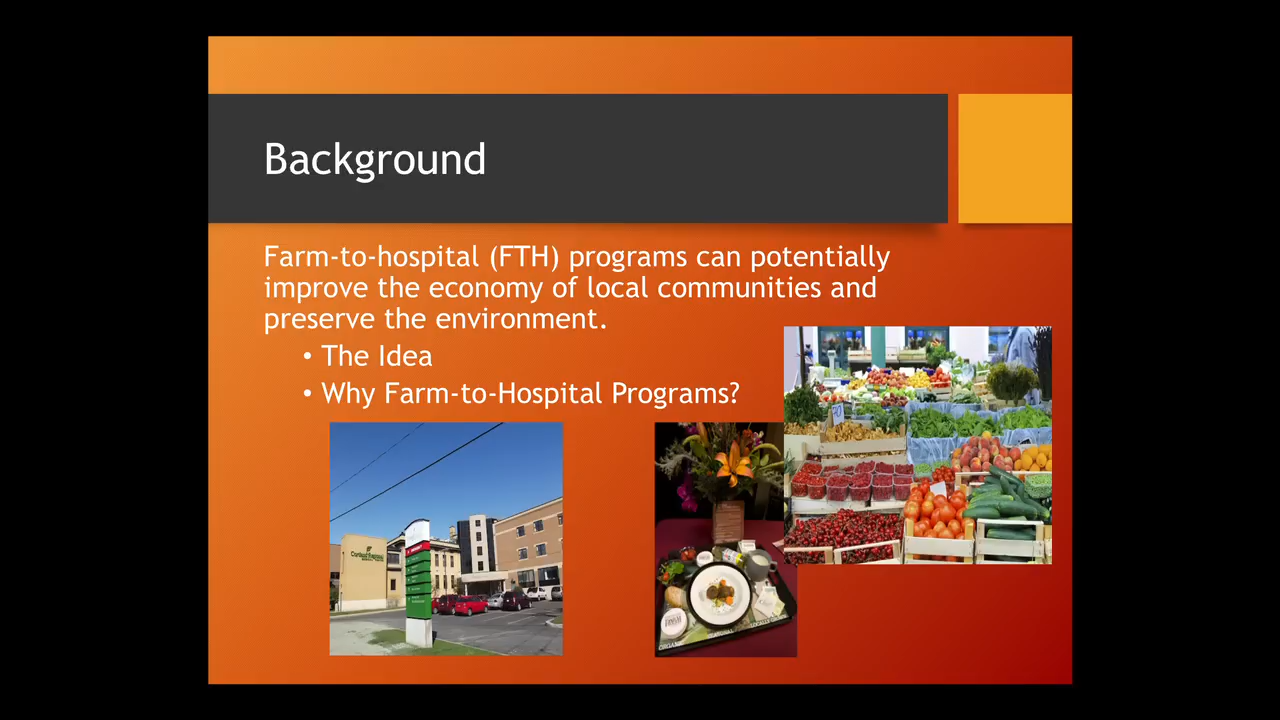 Background
Farm-to-hospital (FTH) programs can potentially
improve the economy of local communities and
preserve the environment.
• The Idea
• Why Farm-to-Hospital Programs?